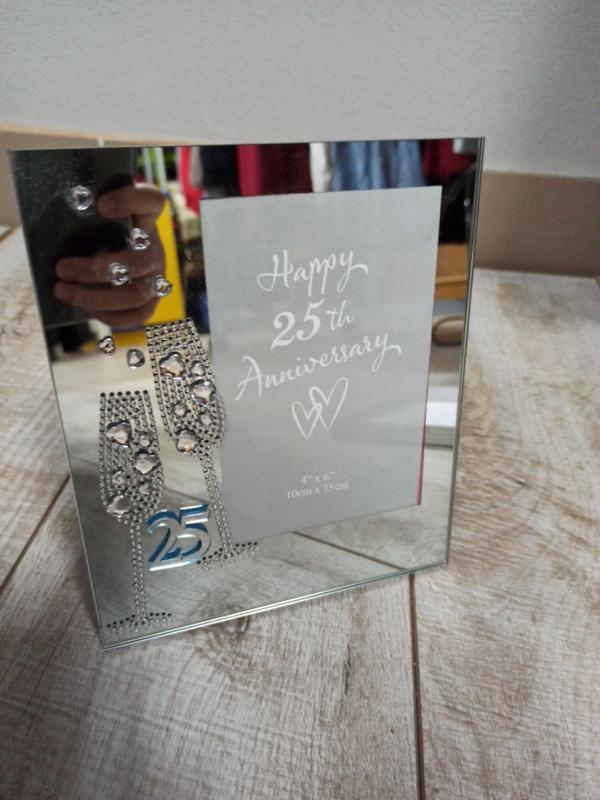 Happy
25th
Anniversary
4" x 6"
10cm x 15cm
25